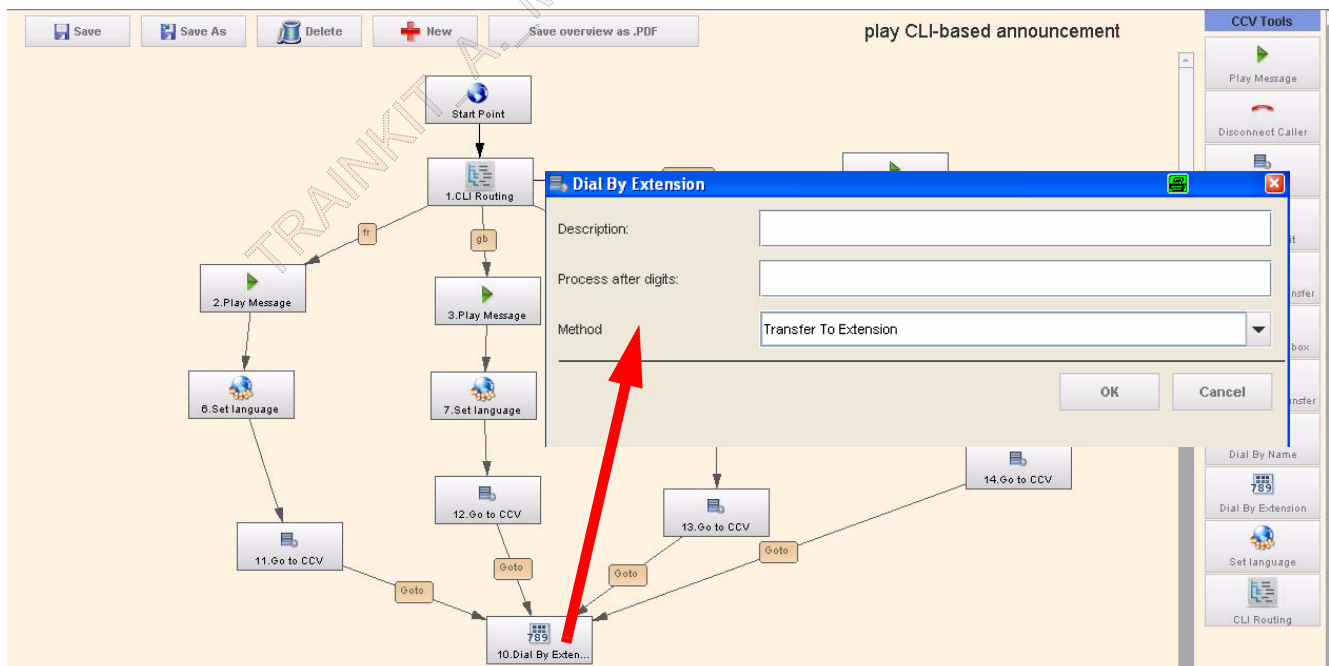 Save
Save As
Delete
New
Save overview as .PDF
play CLI-based announcement
CCV Tools
Play Message
Disconnect Caller
Start Point
1.CLI Routing
fr
gb
2.Play Message
3.Play Message
6.Set language
7.Set language
11.Go to CCV
12.Go to CCV
13.Go to CCV
14.Go to CCV
Goto
Goto
Goto
Goto
789
10.Dial By Exten...
Dial By Extension
Description:
Process after digits:
Method
Transfer To Extension
OK
Cancel
box
Dial By Name
789
Dial By Extension
Set language
CLI Routing
TRAINKIT_A_